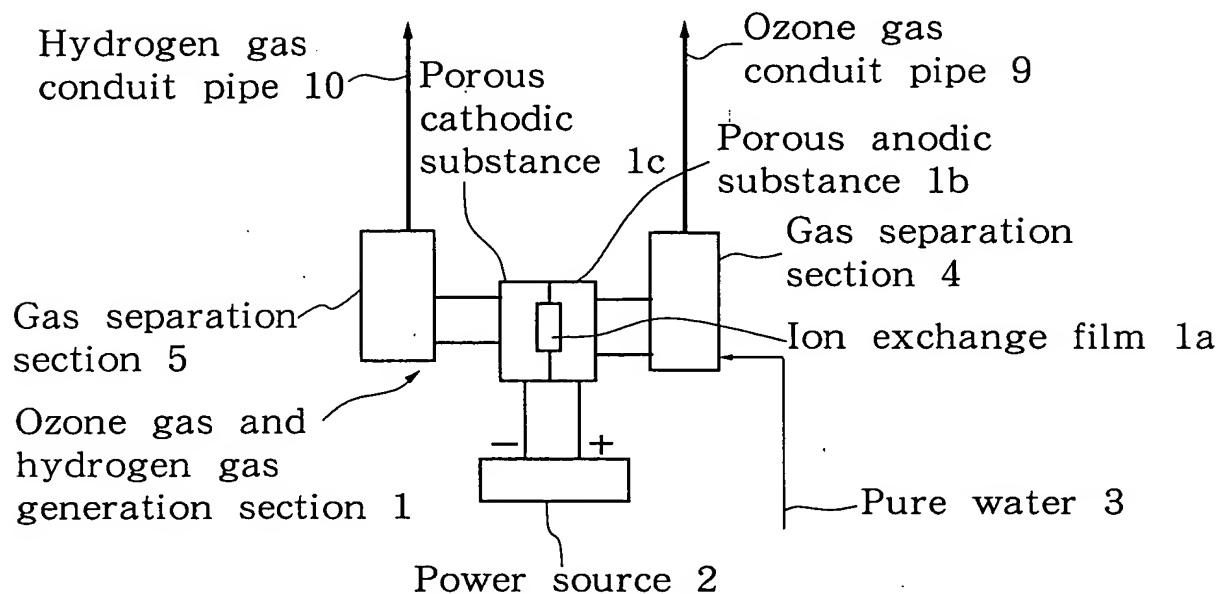 Hydrogen gas
conduit pipe 10
Porous
cathodic
substance 1c
Ozone gas
conduit pipe 9
Porous anodic
substance 1b
Gas separation
section 4
Gas separation
section 5
Ion exchange film 1a
Ozone gas and
hydrogen gas
generation section 1
− +
Pure water 3
Power source 2